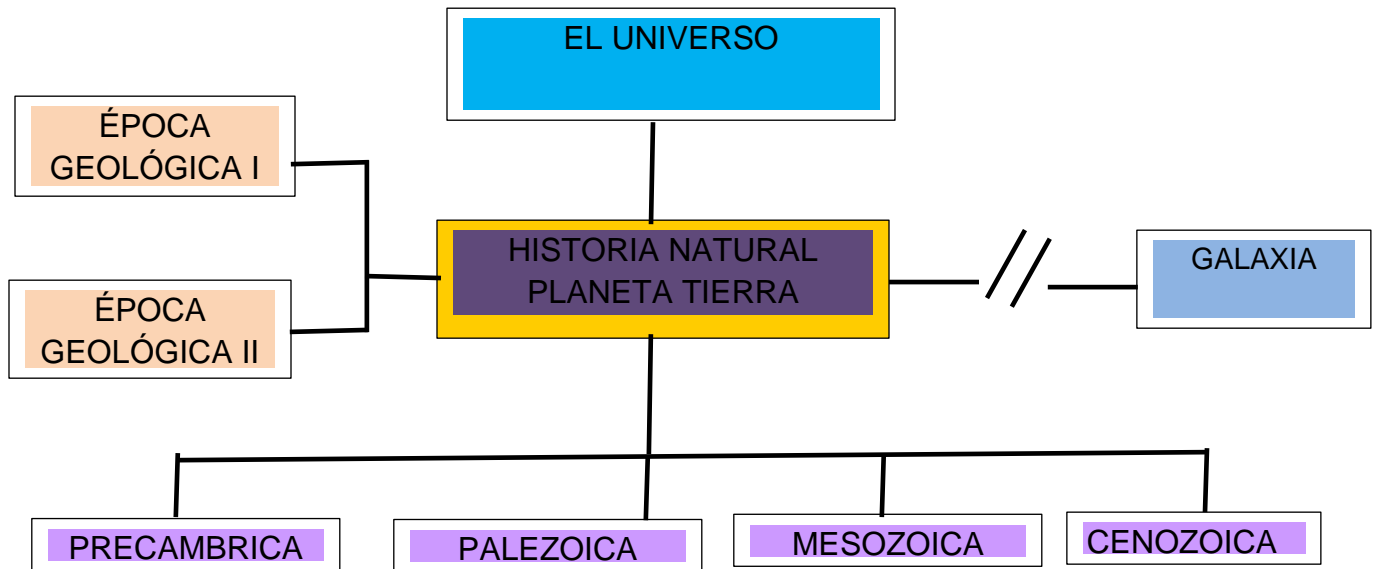 EL UNIVERSO
ÉPOCA
GEOLÓGICA I
HISTORIA NATURAL
PLANETA TIERRA
GALAXIA
ÉPOCA
GEOLÓGICA II
PRECAMBRICA
PALEZOICA
MESOZOICA
CENOZOICA